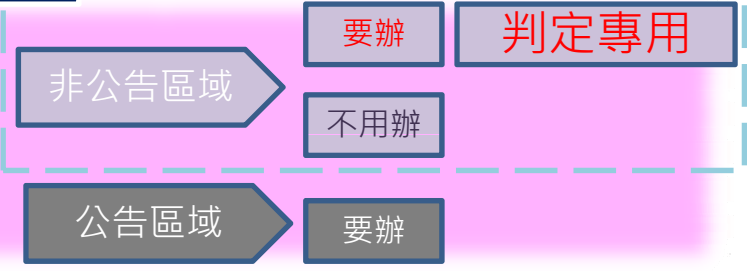 要辦
判定專用
非公告區域
不用辦
公告區域
要辦